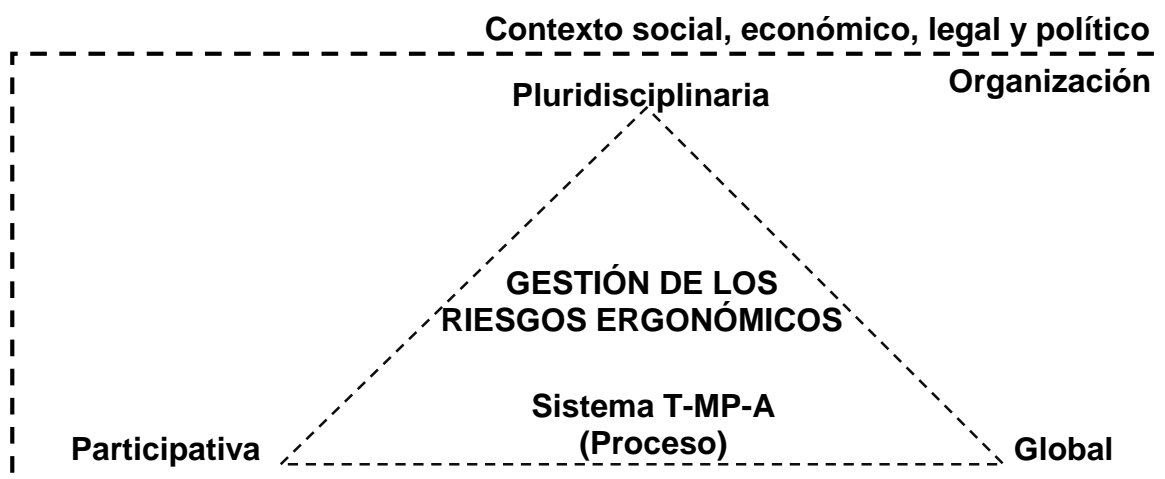 Contexto social, económico, legal y político
Organización
Pluridisciplinaria
GESTIÓN DE LOS
RIESGOS ERGONÓMICOS
Sistema T-MP-A
(Proceso)
Participativa
Global